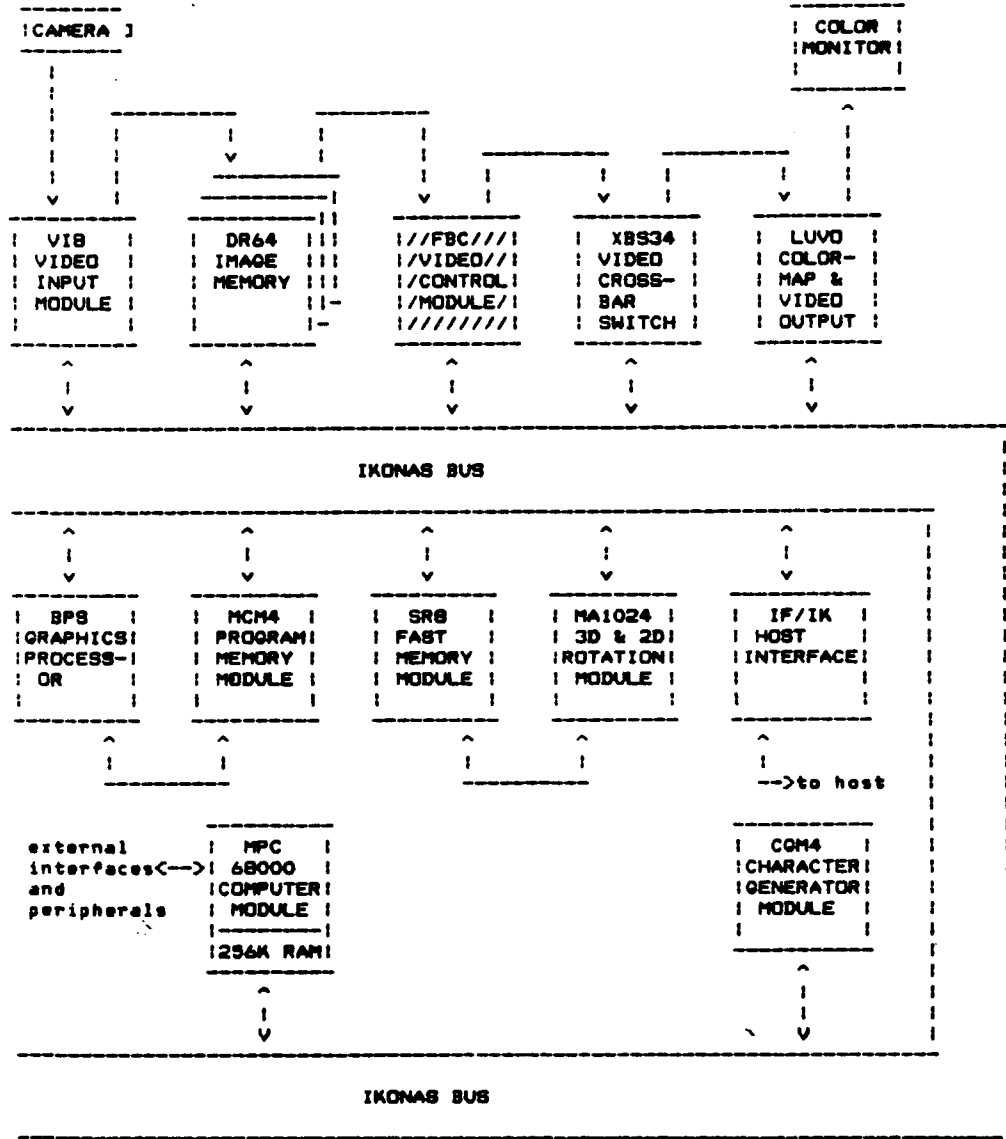 CAMERA
COLOR
MONITOR
VI8
VIDEO
INPUT
MODULE
DR64
IMAGE
MEMORY
//FBC///
/VIDEO//
/CONTROL
/MODULE/
////////
XBS34
VIDEO
CROSS-
BAR
SWITCH
LUVO
COLOR-
MAP &
VIDEO
OUTPUT
IKONAS BUS
BPS
GRAPHICS
PROCESS-
OR
MCM4
PROGRAM
MEMORY
MODULE
SR8
FAST
MEMORY
MODULE
MA1024
3D & 2D
ROTATION
MODULE
IF/IK
HOST
INTERFACE
-->to host
external
interfaces<-->
and
peripherals
MPC
68000
COMPUTER
MODULE
256K RAM
CGM4
CHARACTER
GENERATOR
MODULE
IKONAS BUS